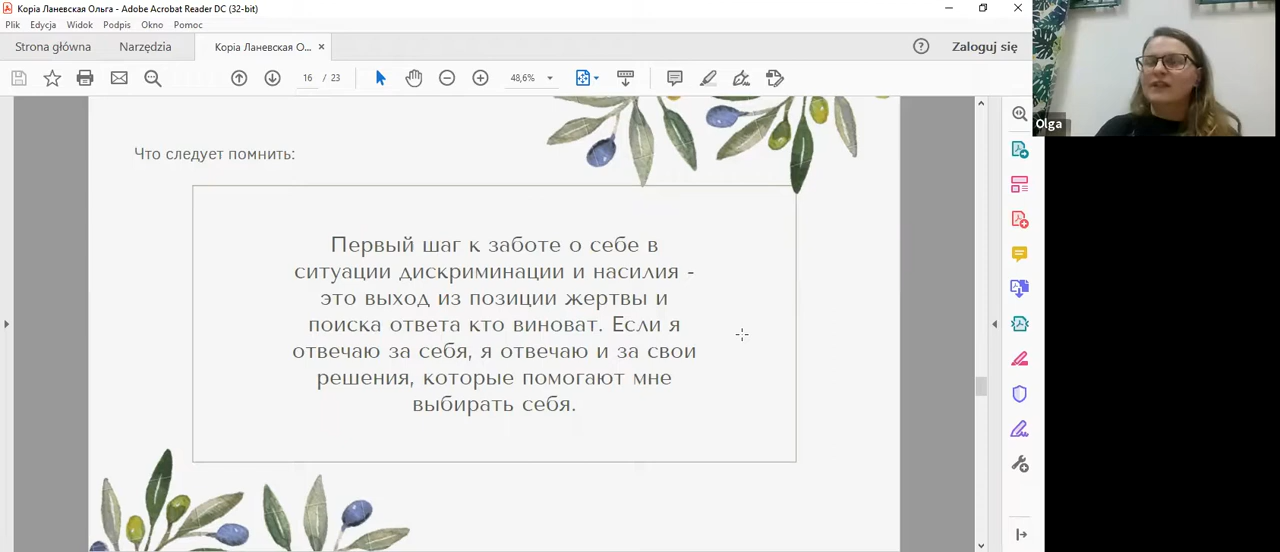 Копія Ланевская Ольга - Adobe Acrobat Reader DC (32-bit)
Plik Edycja Widok Podpis Okno Pomoc
Strona główna Narzędzia Копія Ланевская О... ×
Zaloguj się
16 / 23 48,6%
Olga
Что следует помнить:
Первый шаг к заботе о себе в
ситуации дискриминации и насилия -
это выход из позиции жертвы и
поиска ответа кто виноват. Если я
отвечаю за себя, я отвечаю и за свои
решения, которые помогают мне
выбирать себя.